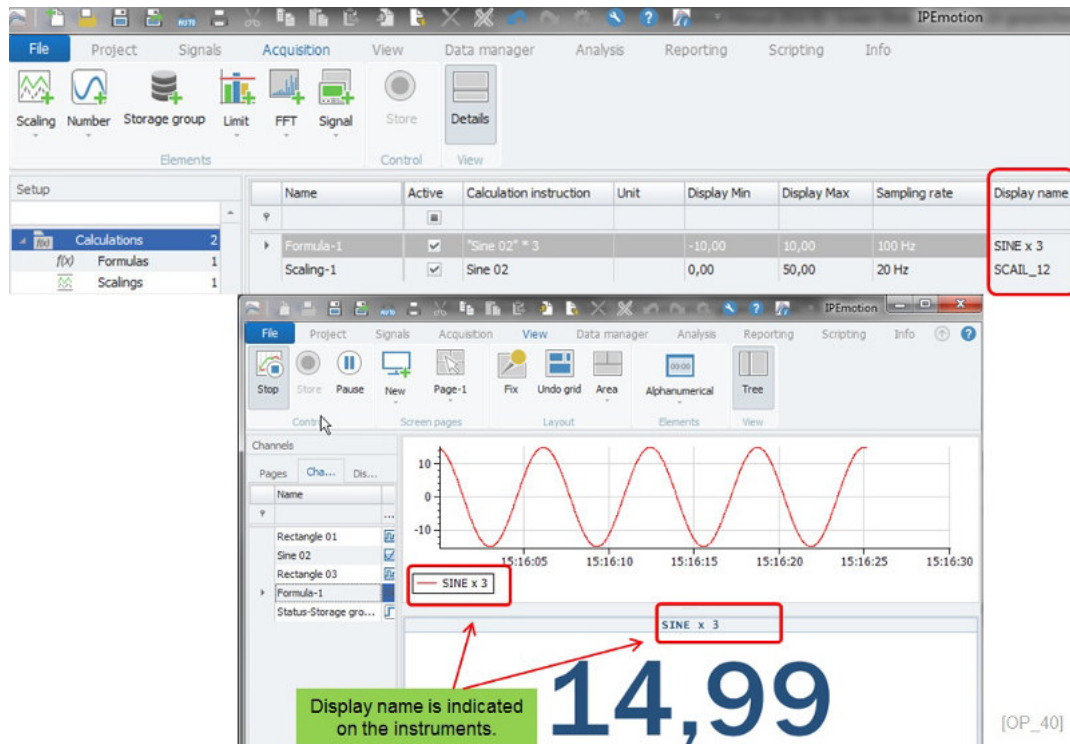 AUTO
IPEmotion
File Project Signals Acquisition View Data manager Analysis Reporting Scripting Info
Scaling Number Storage group Limit FFT Signal Store Details
Elements Control View
Setup
Name Active Calculation instruction Unit Display Min Display Max Sampling rate Display name
f(x) Calculations 2
Formula-1 "Sine 02" * 3 -10,00 10,00 100 Hz SINE x 3
f(x) Formulas 1
Scaling-1 Sine 02 0,00 50,00 20 Hz SCAIL_12
Scalings 1
AUTO IPEmotion
File Project Signals Acquisition View Data manager Analysis Reporting Scripting Info
00:00
Stop Store Pause New Page-1 Fix Undo grid Area Alphanumerical Tree
Control Screen pages Layout Elements View
Channels
Pages Cha... Dis...
Name
...
Rectangle 01
Sine 02
Rectangle 03
Formula-1
Status-Storage gro...
10
0
-10
15:16:05 15:16:10 15:16:15 15:16:20 15:16:25 15:16:30
SINE x 3
SINE x 3
14,99
Display name is indicated
on the instruments.
[OP_40]